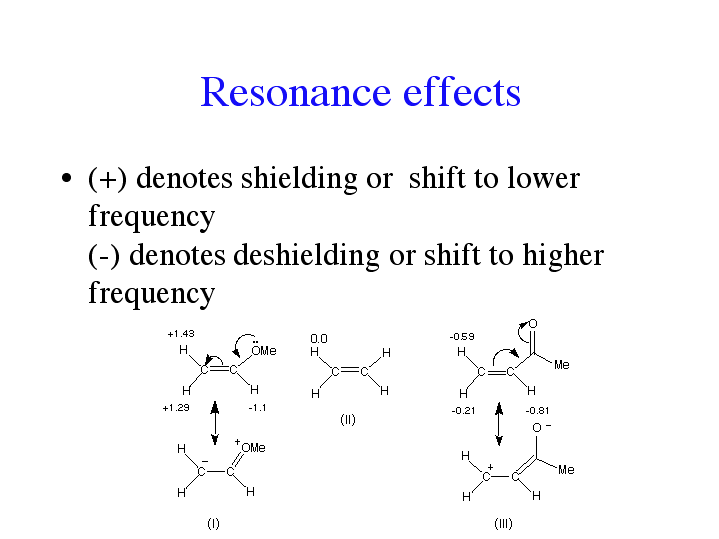 Resonance effects
• (+) denotes shielding or shift to lower
frequency
(-) denotes deshielding or shift to higher
frequency
+1.43
H
OMe
C
C
H
H
+1.29
-1.1
H
+
OMe
–
C
C
H
H
(I)
0.0
H
H
C
C
H
H
(II)
-0.59
O
H
Me
C
C
H
H
-0.21
-0.81
O –
H
+
Me
C
C
H
H
(III)